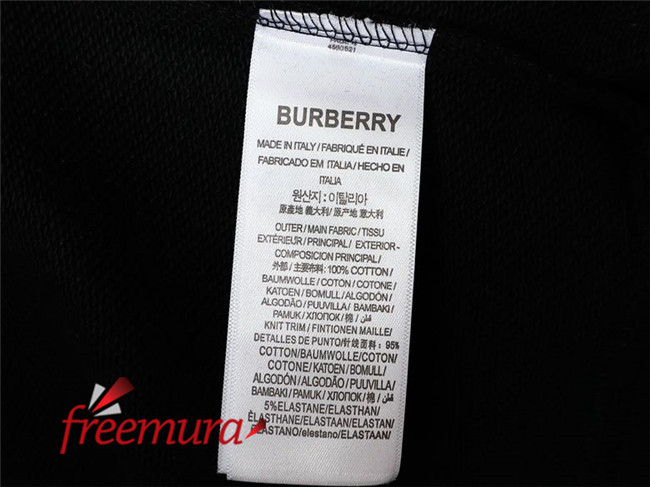 4560821
BURBERRY
MADE IN ITALY / FABRIQUÉ EN ITALIE /
FABRICADO EM ITALIA / HECHO EN
ITALIA
원산지 : 이탈리아
原產地 義大利 / 原产地 意大利
OUTER / MAIN FABRIC / TISSU
EXTÉRIEUR / PRINCIPAL / EXTERIOR-
COMPOSICION PRINCIPAL /
外部 / 主要布料: 100% COTTON /
BAUMWOLLE / COTON / COTONE /
KATOEN / BOMULL / ALGODÓN /
ALGODÃO / PUUVILLA / BAMBAKI /
PAMUK / ХЛОПОК / 棉 / قطن /
KNIT TRIM / FINTIONEN MAILLE /
DETALLES DE PUNTO / 针线面料 : 95%
COTTON/BAUMWOLLE/COTON/
COTONE/KATOEN/BOMULL/
ALGODÓN / ALGODÃO / PUUVILLA /
BAMBAKI / PAMUK / ХЛОПОК / 棉 / قطن /
5%ELASTANE/ELASTHAN/
ÉLASTHANE/ELASTAAN/ELASTAN/
ELASTANO/elestano/ELASTAAN/
freemura